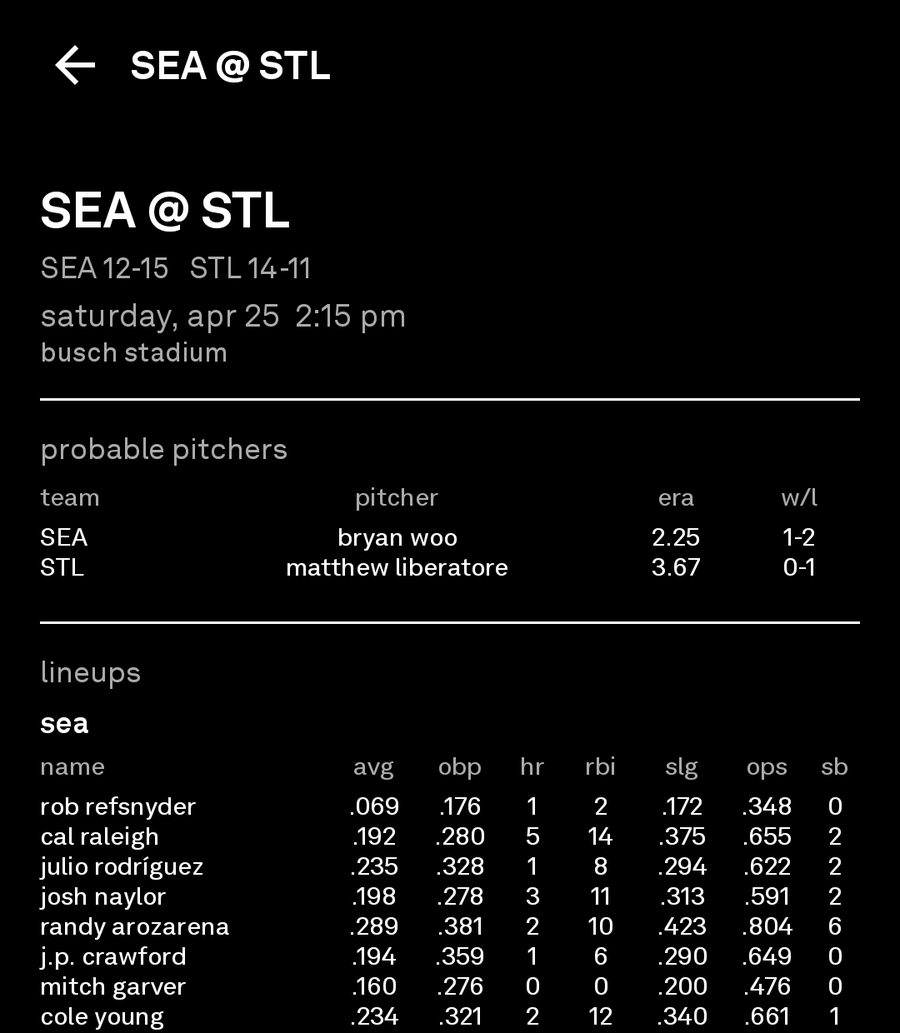 SEA @ STL
SEA @ STL
SEA 12-15 STL 14-11
saturday, apr 25 2:15 pm
busch stadium
probable pitchers
team pitcher era w/l
SEA bryan woo 2.25 1-2
STL matthew liberatore 3.67 0-1
lineups
sea
name avg obp hr rbi slg ops sb
rob refsnyder .069 .176 1 2 .172 .348 0
cal raleigh .192 .280 5 14 .375 .655 2
julio rodríguez .235 .328 1 8 .294 .622 2
josh naylor .198 .278 3 11 .313 .591 2
randy arozarena .289 .381 2 10 .423 .804 6
j.p. crawford .194 .359 1 6 .290 .649 0
mitch garver .160 .276 0 0 .200 .476 0
cole young .234 .321 2 12 .340 .661 1